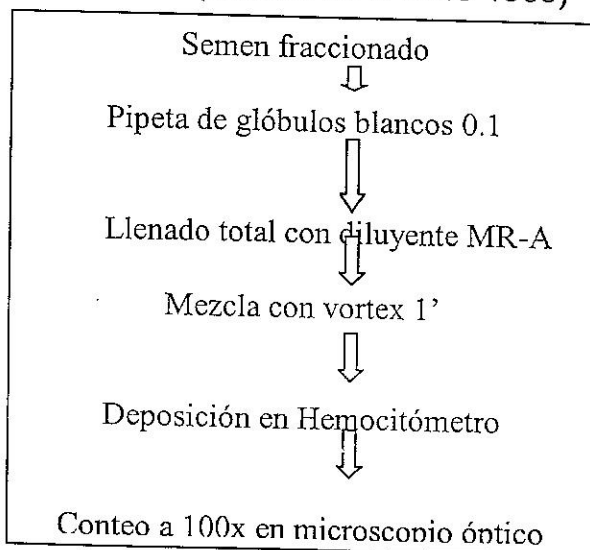 Semen fraccionado
Pipeta de glóbulos blancos 0.1
Llenado total con diluyente MR-A
Mezcla con vortex 1’
Deposición en Hemocitómetro
Conteo a 100x en microscopio óptico